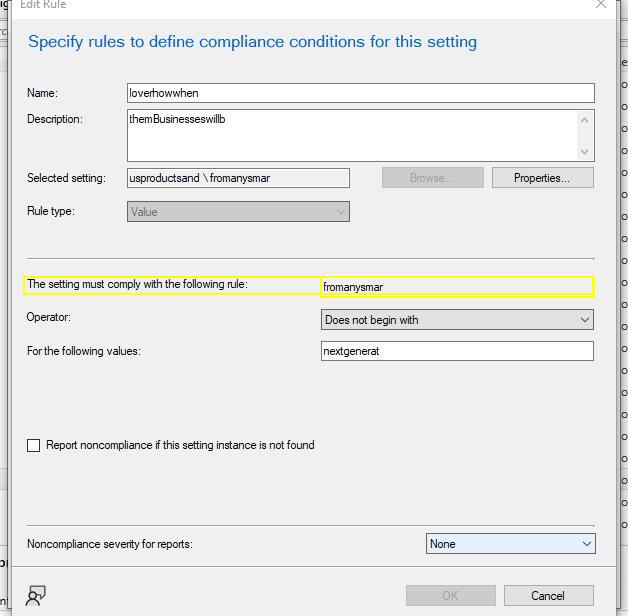 Edit Rule
Specify rules to define compliance conditions for this setting
Name: loverhowwhen
Description: themBusinesseswillb
Selected setting: usproductsand \fromanysmar Browse... Properties...
Rule type: Value
The setting must comply with the following rule: fromanysmar
Operator: Does not begin with
For the following values: nextgenerat
Report noncompliance if this setting instance is not found
Noncompliance severity for reports: None
OK Cancel